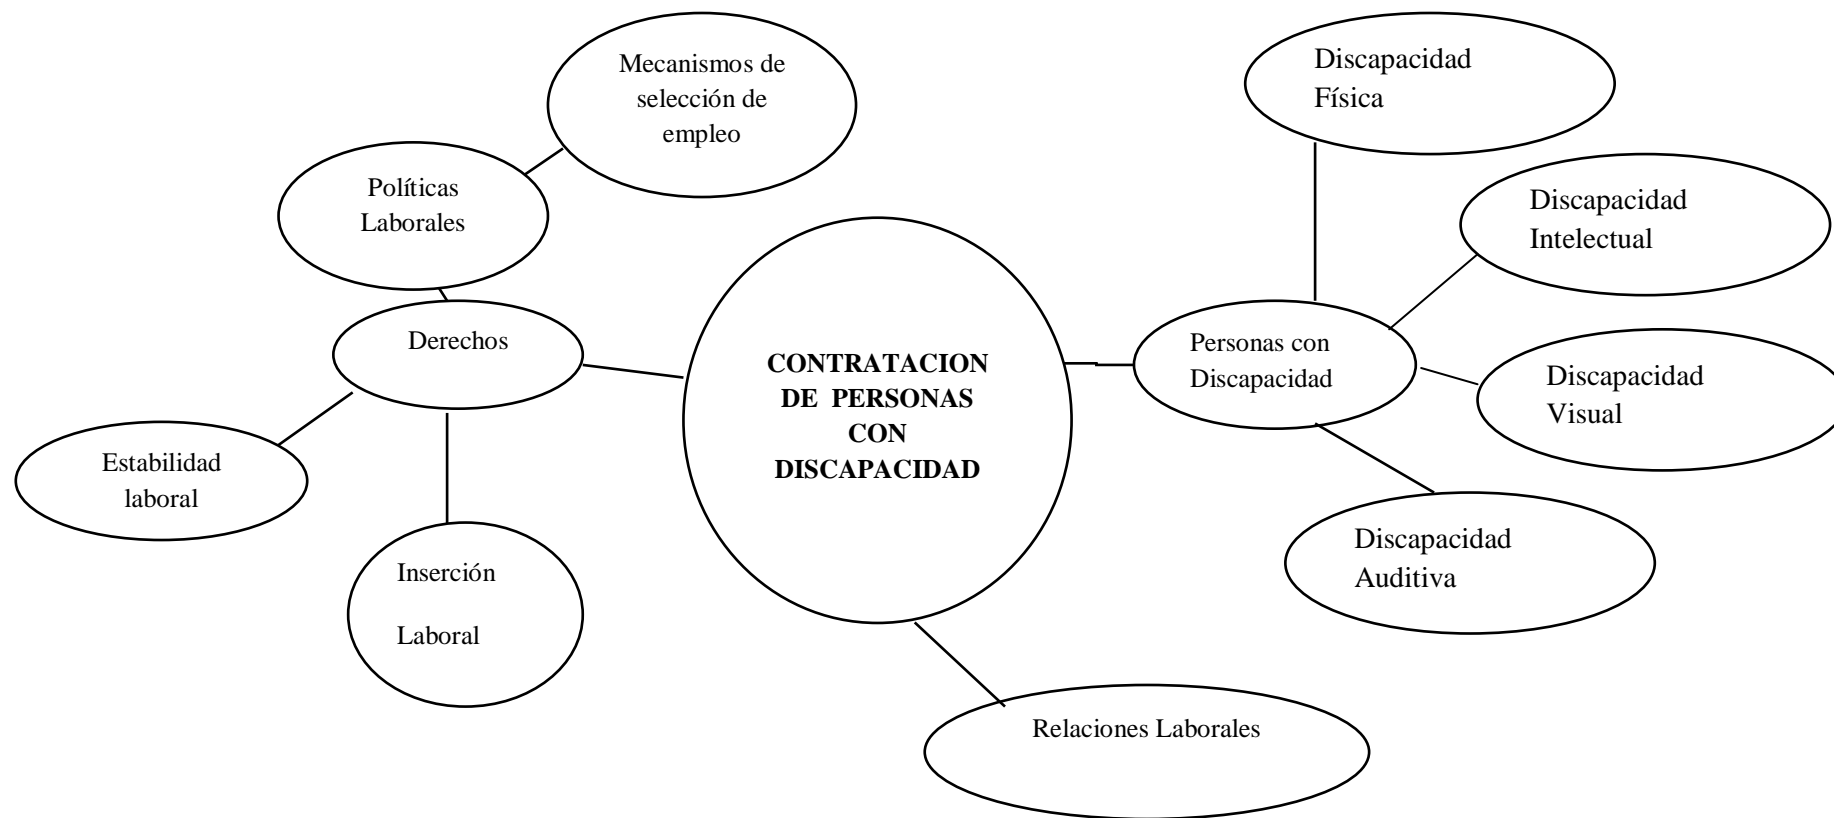 Mecanismos de
selección de
empleo
Políticas
Laborales
Derechos
Estabilidad
laboral
Inserción
Laboral
CONTRATACION
DE PERSONAS
CON
DISCAPACIDAD
Discapacidad
Física
Discapacidad
Intelectual
Personas con
Discapacidad
Discapacidad
Visual
Discapacidad
Auditiva
Relaciones Laborales